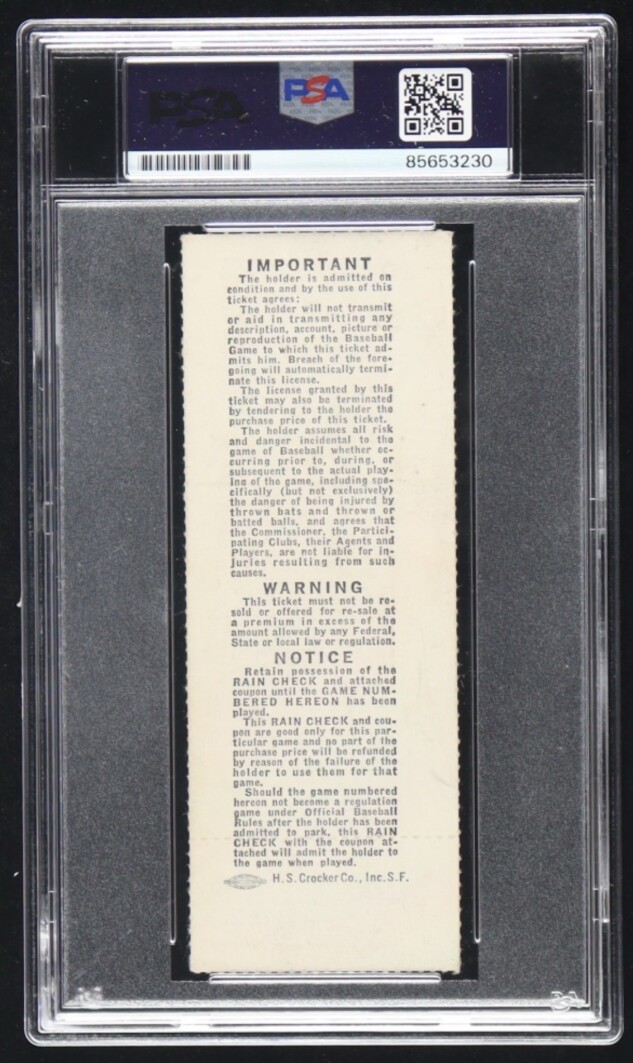 PSA
PSA
85653230
IMPORTANT
The holder is admitted on
condition and by the use of this
ticket agrees:
The holder will not transmit
or aid in transmitting any
description, account, picture or
reproduction of the Baseball
Game to which this ticket ad-
mits him. Breach of the fore-
going will automatically termi-
nate this license.
The license granted by this
ticket may also be terminated
by tendering to the holder the
purchase price of this ticket.
The holder assumes all risk
and danger incidental to the
game of Baseball whether oc-
curring prior to, during, or
subsequent to the actual play-
ing of the game, including spe-
cifically (but not exclusively)
the danger of being injured by
thrown bats and thrown or
batted balls, and agrees that
the Commissioner, the Partici-
pating Clubs, their Agents and
Players, are not liable for in-
juries resulting from such
causes.
WARNING
This ticket must not be re-
sold or offered for re-sale at
a premium in excess of the
amount allowed by any Federal,
State or local law or regulation.
NOTICE
Retain possession of the
RAIN CHECK and attached
coupon until the GAME NUM-
BERED HEREON has been
played.
This RAIN CHECK and cou-
pon are good only for this par-
ticular game and no part of the
purchase price will be refunded
by reason of the failure of the
holder to use them for that
game.
Should the game numbered
hereon not become a regulation
game under Official Baseball
Rules after the holder has been
admitted to park, this RAIN
CHECK with the coupon at-
tached will admit the holder to
the game when played.
H.S. Crocker Co., Inc. S.F.